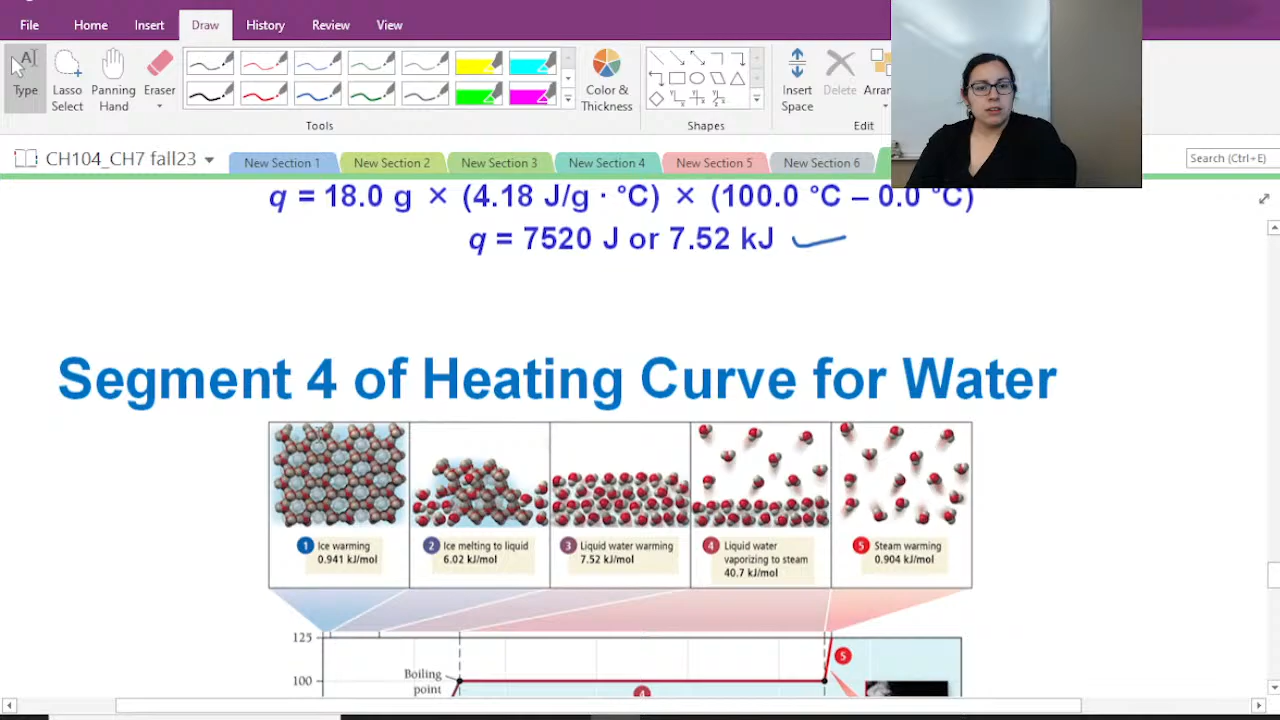 File Home Insert Draw History Review View
Type
Lasso
Select
Panning
Hand
Eraser
Color &
Thickness
Insert
Space
Delete
Tools
Shapes
Edit
CH104_CH7 fall23
New Section 1 New Section 2 New Section 3 New Section 4 New Section 5 New Section 6
Search (Ctrl+E)
q = 18.0 g × (4.18 J/g · °C) × (100.0 °C – 0.0 °C)
q = 7520 J or 7.52 kJ
Segment 4 of Heating Curve for Water
1 Ice warming
0.941 kJ/mol
2 Ice melting to liquid
6.02 kJ/mol
3 Liquid water warming
7.52 kJ/mol
4 Liquid water
vaporizing to steam
40.7 kJ/mol
5 Steam warming
0.904 kJ/mol
125
5
Boiling
point
100
4